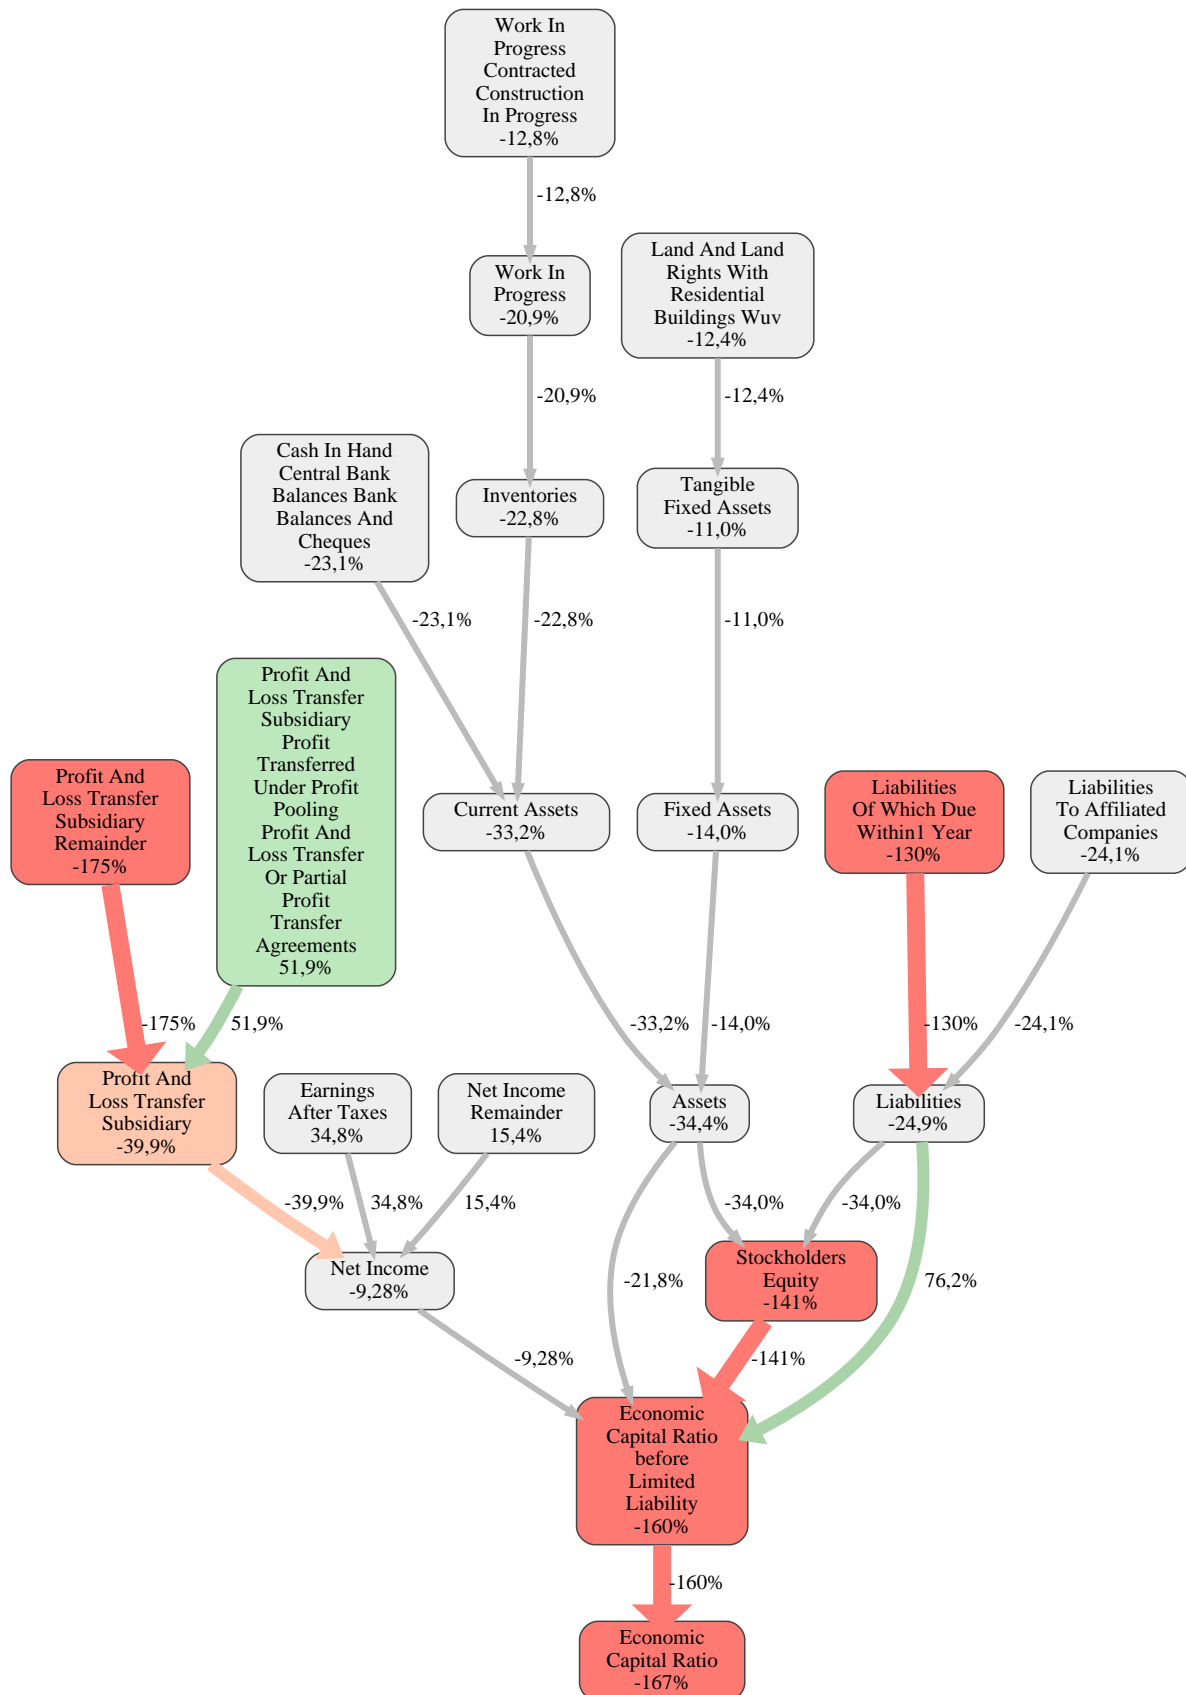 Work In
Progress
Contracted
Construction
In Progress
-12,8%
-12,8%
Work In
Progress
-20,9%
Land And Land
Rights With
Residential
Buildings Wuv
-12,4%
-20,9%
-12,4%
Cash In Hand
Central Bank
Balances Bank
Balances And
Cheques
-23,1%
Inventories
-22,8%
Tangible
Fixed Assets
-11,0%
-23,1%
-22,8%
-11,0%
Profit And
Loss Transfer
Subsidiary
Remainder
-175%
Profit And
Loss Transfer
Subsidiary
Profit
Transferred
Under Profit
Pooling
Profit And
Loss Transfer
Or Partial
Profit
Transfer
Agreements
51,9%
Current Assets
-33,2%
Fixed Assets
-14,0%
Liabilities
Of Which Due
Within1 Year
-130%
Liabilities
To Affiliated
Companies
-24,1%
-175%
51,9%
-33,2%
-14,0%
-130%
-24,1%
Profit And
Loss Transfer
Subsidiary
-39,9%
Earnings
After Taxes
34,8%
Net Income
Remainder
15,4%
Assets
-34,4%
Liabilities
-24,9%
-39,9%
34,8%
15,4%
-34,0%
-34,0%
Net Income
-9,28%
-21,8%
Stockholders
Equity
-141%
76,2%
-9,28%
-141%
Economic
Capital Ratio
before
Limited
Liability
-160%
-160%
Economic
Capital Ratio
-167%